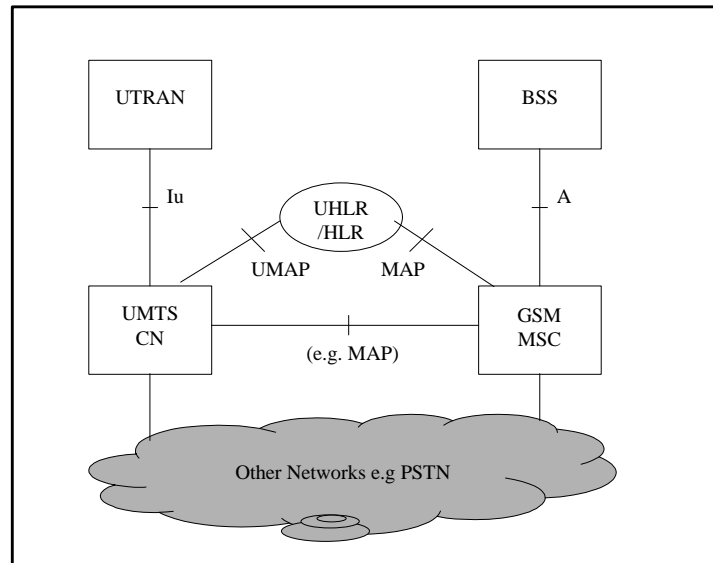 UTRAN
BSS
Iu
A
UHLR
/HLR
UMAP
MAP
UMTS
CN
GSM
MSC
(e.g. MAP)
Other Networks e.g PSTN